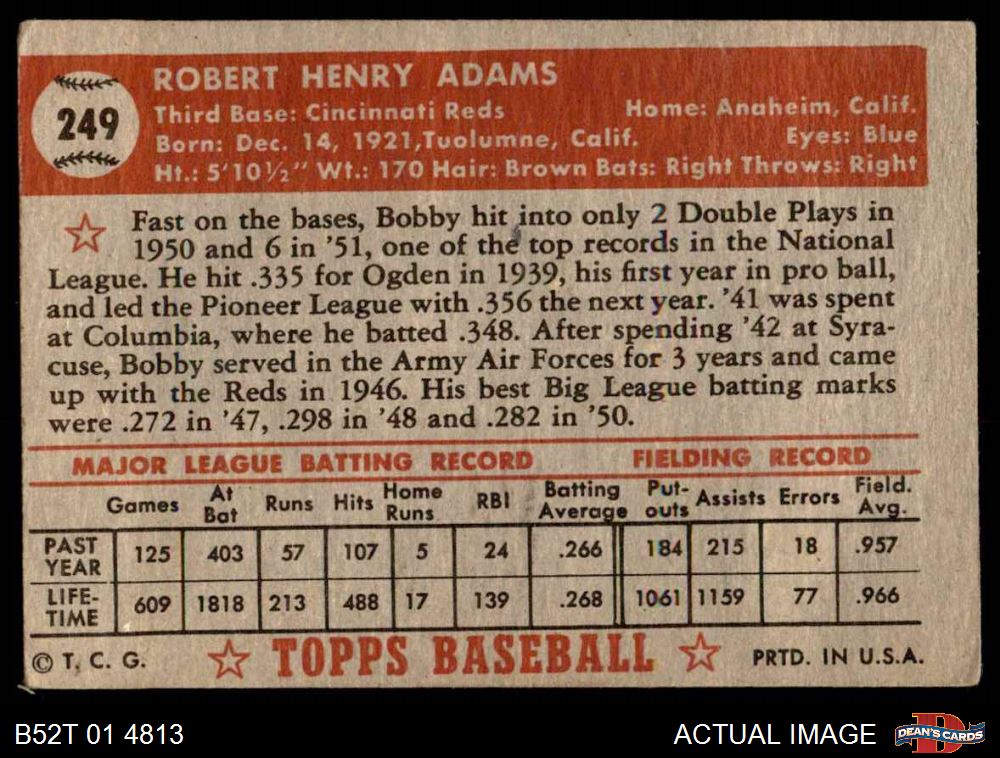 ROBERT HENRY ADAMS
249
Third Base: Cincinnati Reds Home: Anaheim, Calif.
Born: Dec. 14, 1921, Tuolumne, Calif. Eyes: Blue
Ht.: 5'10½" Wt.: 170 Hair: Brown Bats: Right Throws: Right
Fast on the bases, Bobby hit into only 2 Double Plays in
1950 and 6 in '51, one of the top records in the National
League. He hit .335 for Ogden in 1939, his first year in pro ball,
and led the Pioneer League with .356 the next year. '41 was spent
at Columbia, where he batted .348. After spending '42 at Syra-
cuse, Bobby served in the Army Air Forces for 3 years and came
up with the Reds in 1946. His best Big League batting marks
were .272 in '47, .298 in '48 and .282 in '50.
MAJOR LEAGUE BATTING RECORD FIELDING RECORD
Games At Bat Runs Hits Home Runs RBI Batting Average Put-outs Assists Errors Field. Avg.
PAST YEAR 125 403 57 107 5 24 .266 184 215 18 .957
LIFE-TIME 609 1818 213 488 17 139 .268 1061 1159 77 .966
© T. C. G. TOPPS BASEBALL PRTD. IN U.S.A.
B52T 01 4813 ACTUAL IMAGE DEAN'S CARDS